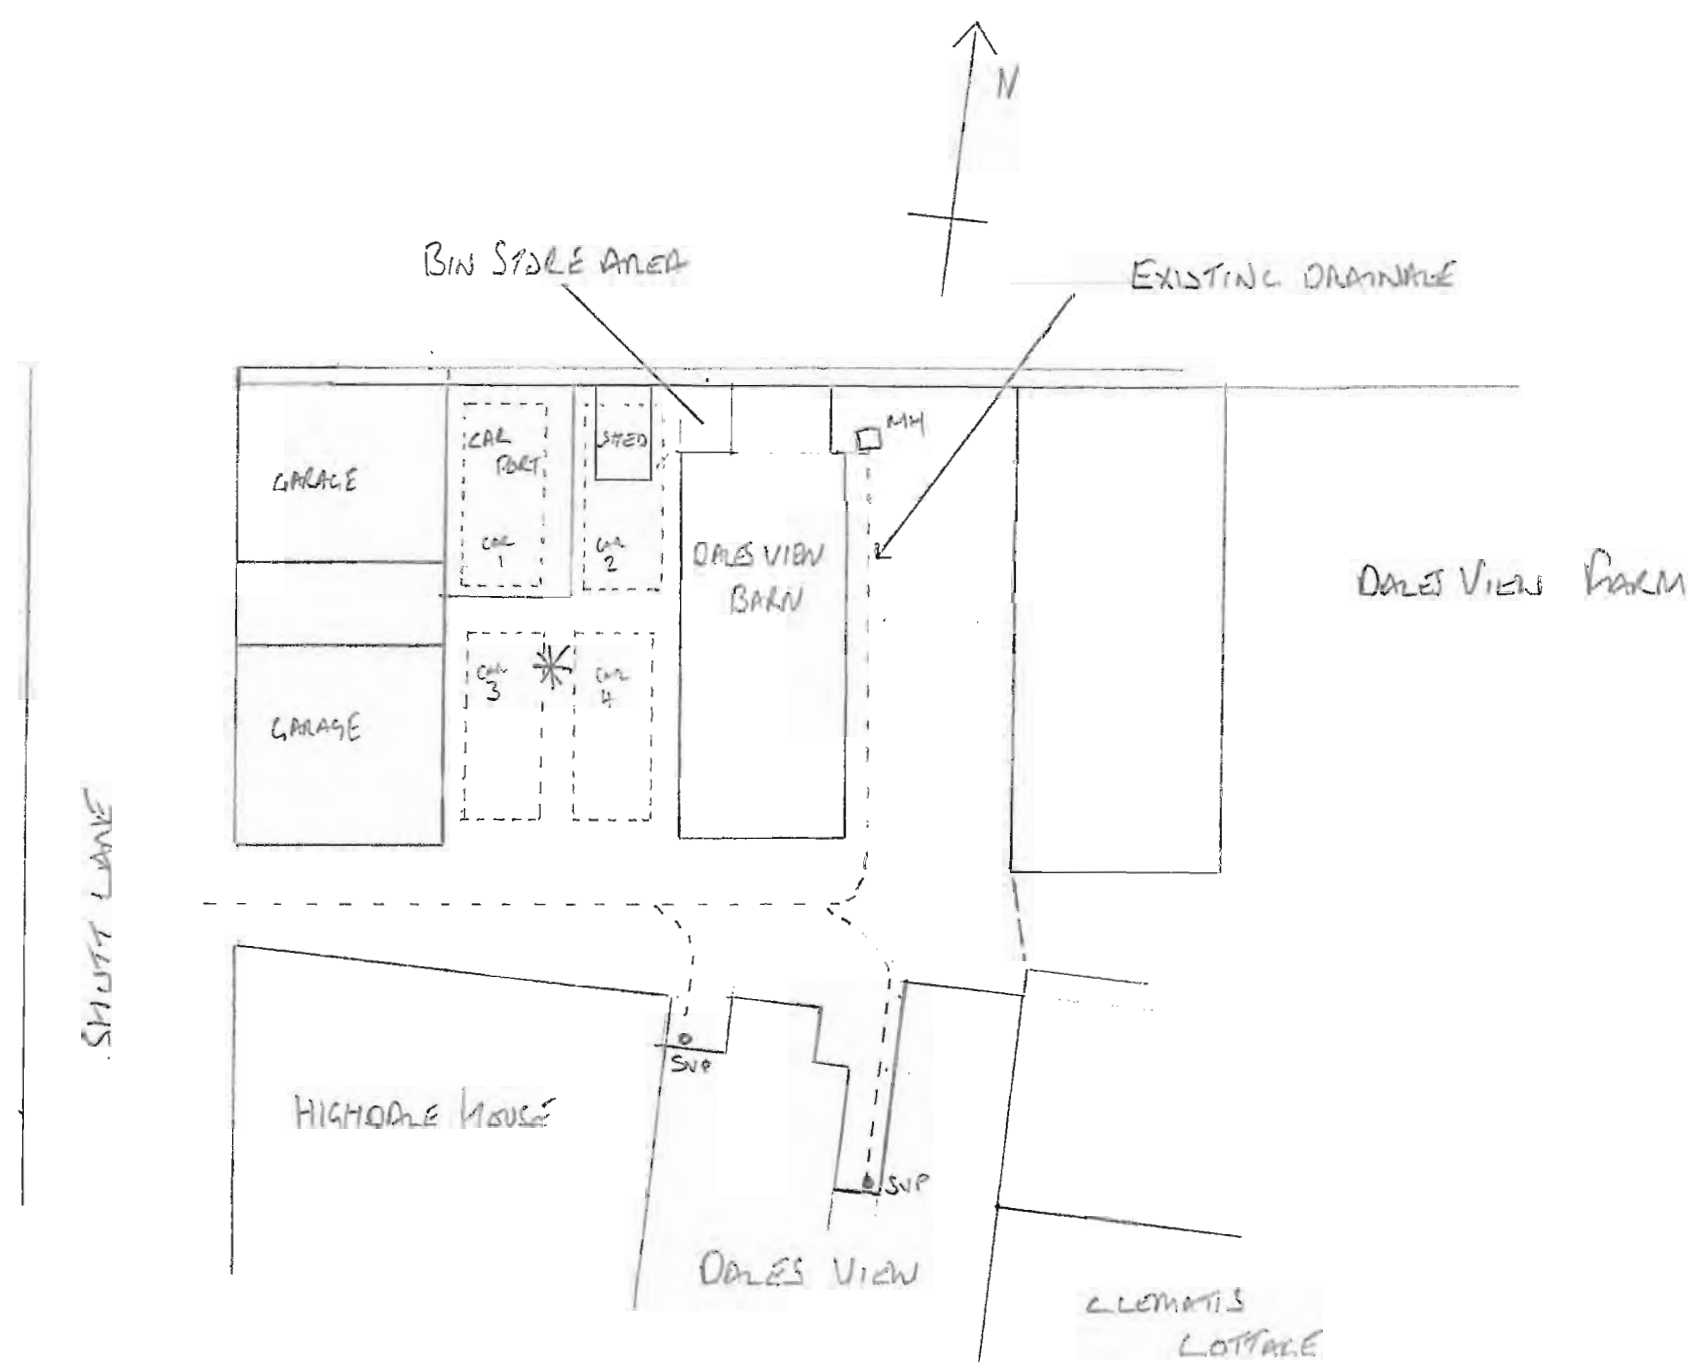 N
BIN STORE AREA
EXISTING DRAINAGE
MH
CAR
PORT
SHED
GARAGE
CAR
1
CAR
2
DALES VIEW
BARN
DALES VIEW FARM
CAR
3
CAR
4
GARAGE
SHUTT LANE
SVP
HIGHDALE HOUSE
SVP
DALES VIEW
CLEMATIS
COTTAGE